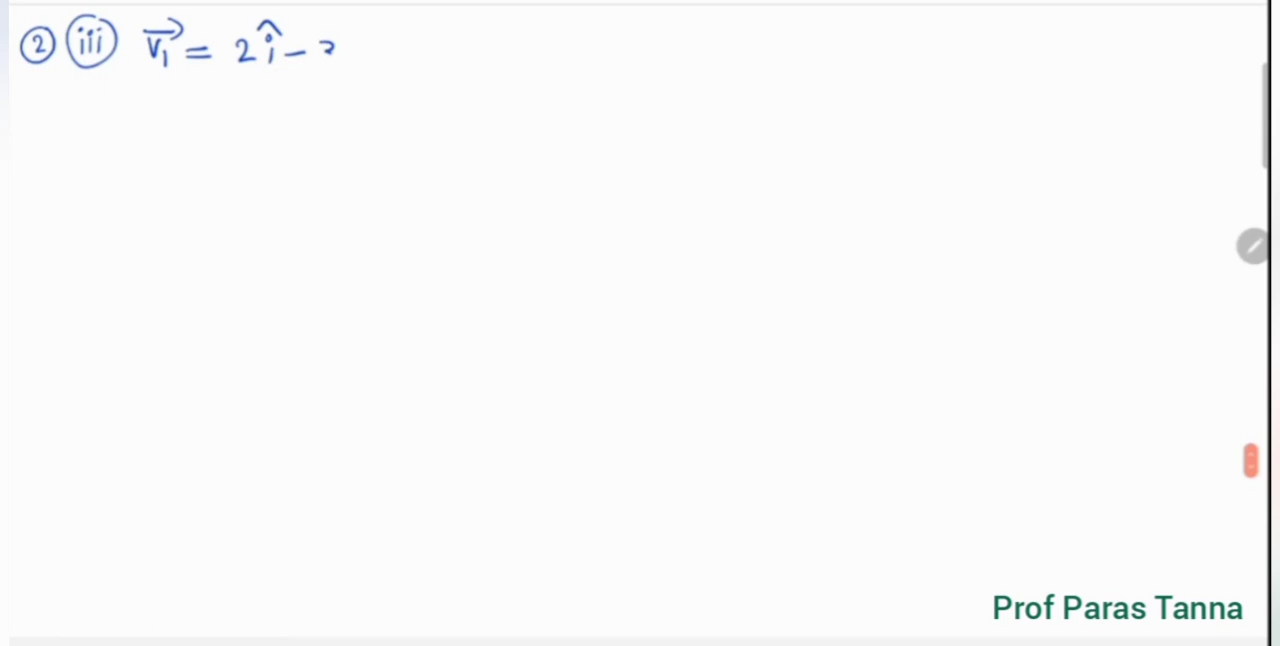 ② (iii) v₁⃗ = 2î -
Prof Paras Tanna